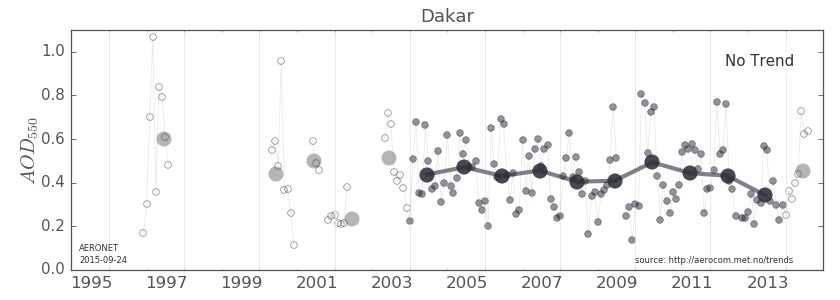 Dakar
No Trend
AOD550
1.0
0.8
0.6
0.4
0.2
0.0
AERONET
2015-09-24
source: http://aerocom.met.no/trends
1995 1997 1999 2001 2003 2005 2007 2009 2011 2013